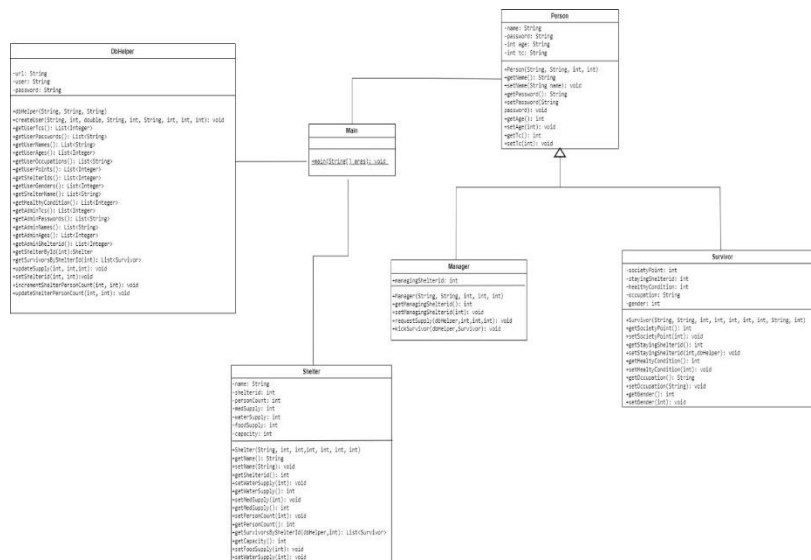 DbHelper
-url: String
-user: String
-password: String
+dbHelper(String, String, String)
+createUser(String, int, double, String, int, String, int, int, int): void
+getUserTcs(): List<Integer>
+getUserPasswords(): List<String>
+getUserNames(): List<String>
+getUserAges(): List<Integer>
+getUserOccupations(): List<String>
+getUserPoints(): List<Integer>
+getShelterIds(): List<Integer>
+getUserGenders(): List<Integer>
+getShelterName(): List<String>
+getHealthyCondition(): List<Integer>
+getAdminTcs(): List<Integer>
+getAdminPasswords(): List<String>
+getAdminNames(): List<String>
+getAdminAges(): List<Integer>
+getAdminShelterid(): List<Integer>
+getShelterById(int):Shelter
+getSurvivorsByShelterId(int): List<Survivor>
+updateSupply(int, int,int): void
+setShelterid(int, int):void
+incrementShelterPersonCount(int, int): void
+updateShelterPersonCount(int, int): void
Main
+main(String[] args): void
Person
-name: String
-password: String
-int age: String
-int tc: String
+Person(String, String, int, int)
+getName(): String
+setName(String name): void
+getPassword(): String
+setPassword(String
password): void
+getAge(): int
+setAge(int): void
+getTc(): int
+setTc(int): void
Manager
-managingShelterid: int
+Manager(String, String, int, int, int)
+getManagingShelterid(): int
+setManagingShelterid(int): void
+requestSupply(dbHelper,int,int,int): void
+kickSurvivor(dbHelper,Survivor): void
Survivor
-societyPoint: int
-stayingShelterid: int
-healthyCondition: int
-occupation: String
-gender: int
+Survivor(String, String, int, int, int, int, int, String, int)
+getSocietyPoint(): int
+setSocietyPoint(int): void
+getStayingShelterid(): int
+setStayingShelterid(int,dbHelper): void
+getHealtyCondition(): int
+setHealtyCondition(int): void
+getOccupation(): String
+setOccupation(String): void
+getGender(): int
+setGender(int): void
Shelter
-name: String
-shelterid: int
-personCount: int
-medSupply: int
-waterSupply: int
-foodSupply: int
-capacity: int
+Shelter(String, int, int,int, int, int, int)
+getName(): String
+setName(String): void
+getShelterid(): int
+setWaterSupply(int): void
+getWaterSupply(): int
+setMedSupply(int): void
+getMedSupply(): int
+setPersonCount(int): void
+getPersonCount(): int
+getSurvivorsByShelterId(dbHelper,int): List<Survivor>
+getCapacity(): int
+setFoodSupply(int): void
+setWaterSupply(int): void